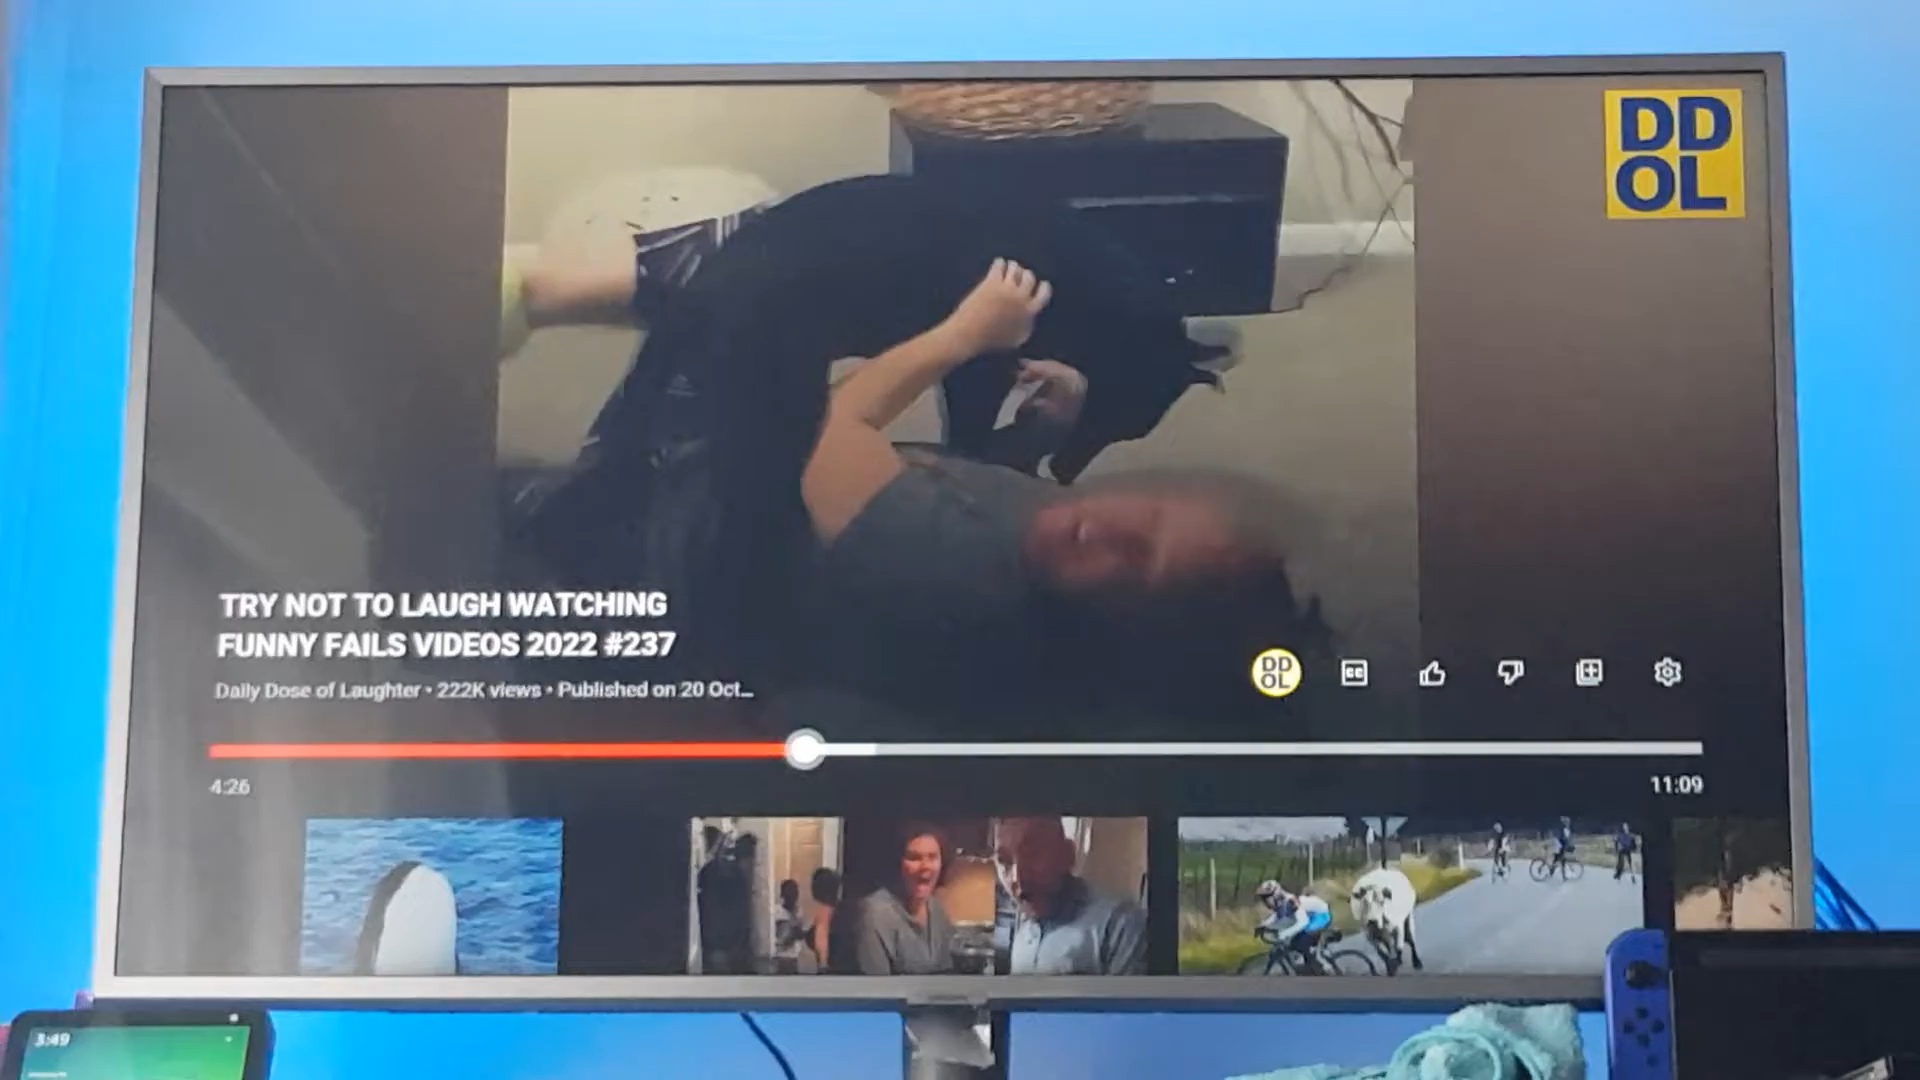 DD
OL
TRY NOT TO LAUGH WATCHING
FUNNY FAILS VIDEOS 2022 #237
Daily Dose of Laughter • 222K views • Published on 20 Oct...
DD
OL
CC
4:26
11:09
3:49